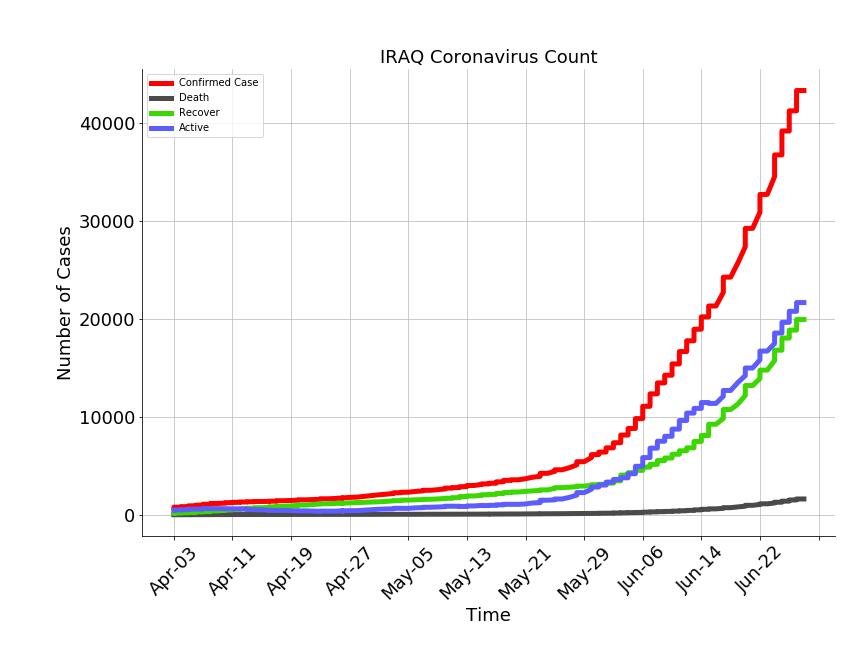 IRAQ Coronavirus Count
Confirmed Case
Death
Recover
Active
40000
30000
20000
10000
0
Number of Cases
Apr-03
Apr-11
Apr-19
Apr-27
May-05
May-13
May-21
May-29
Jun-06
Jun-14
Jun-22
Time